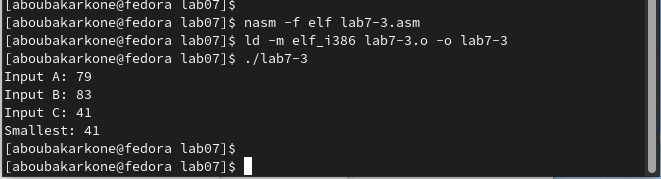 [aboubakarkone@fedora lab07]$
[aboubakarkone@fedora lab07]$ nasm -f elf lab7-3.asm
[aboubakarkone@fedora lab07]$ ld -m elf_i386 lab7-3.o -o lab7-3
[aboubakarkone@fedora lab07]$ ./lab7-3
Input A: 79
Input B: 83
Input C: 41
Smallest: 41
[aboubakarkone@fedora lab07]$
[aboubakarkone@fedora lab07]$